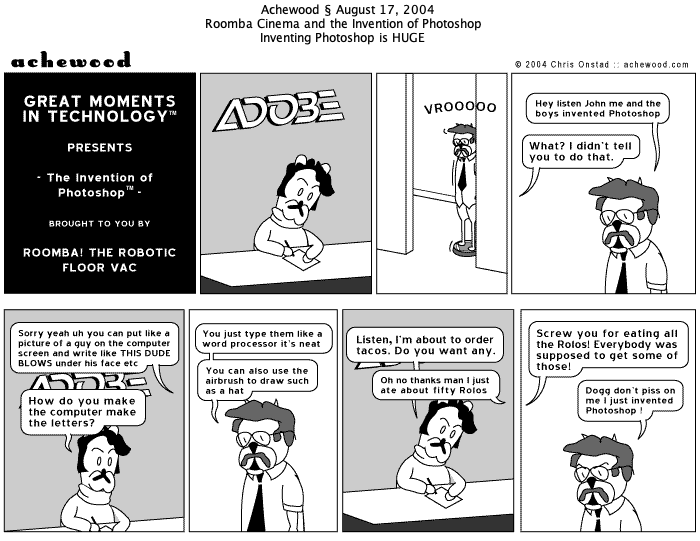 Achewood § August 17, 2004
Roomba Cinema and the Invention of Photoshop
Inventing Photoshop is HUGE
achewood
© 2004 Chris Onstad :: achewood.com
GREAT MOMENTS
IN TECHNOLOGY™
PRESENTS
- The Invention of
Photoshop™ -
BROUGHT TO YOU BY
ROOMBA! THE ROBOTIC
FLOOR VAC
ADOBE
VROOOOO
Hey listen John me and the
boys invented Photoshop
What? I didn't tell
you to do that.
Sorry yeah uh you can put like a
picture of a guy on the computer
screen and write like THIS DUDE
BLOWS under his face etc
ADOBE
How do you make
the computer make
the letters?
You just type them like a
word processor it's neat
You can also use the
airbrush to draw such
as a hat
Listen, I'm about to order
tacos. Do you want any.
Oh no thanks man I just
ate about fifty Rolos
ADOBE
Screw you for eating all
the Rolos! Everybody was
supposed to get some of
those!
Dogg don't piss on
me I just invented
Photoshop !